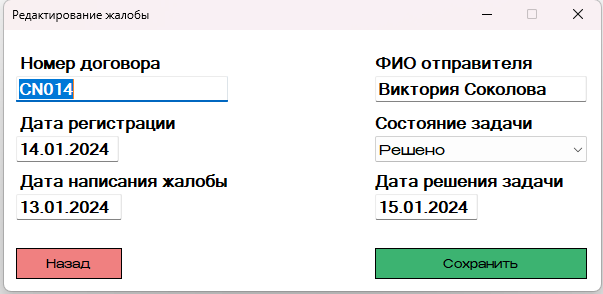 Редактирование жалобы
Номер договора
ФИО отправителя
CN014
Виктория Соколова
Дата регистрации
Состояние задачи
14.01.2024
Решено
Дата написания жалобы
Дата решения задачи
13.01.2024
15.01.2024
Назад
Сохранить